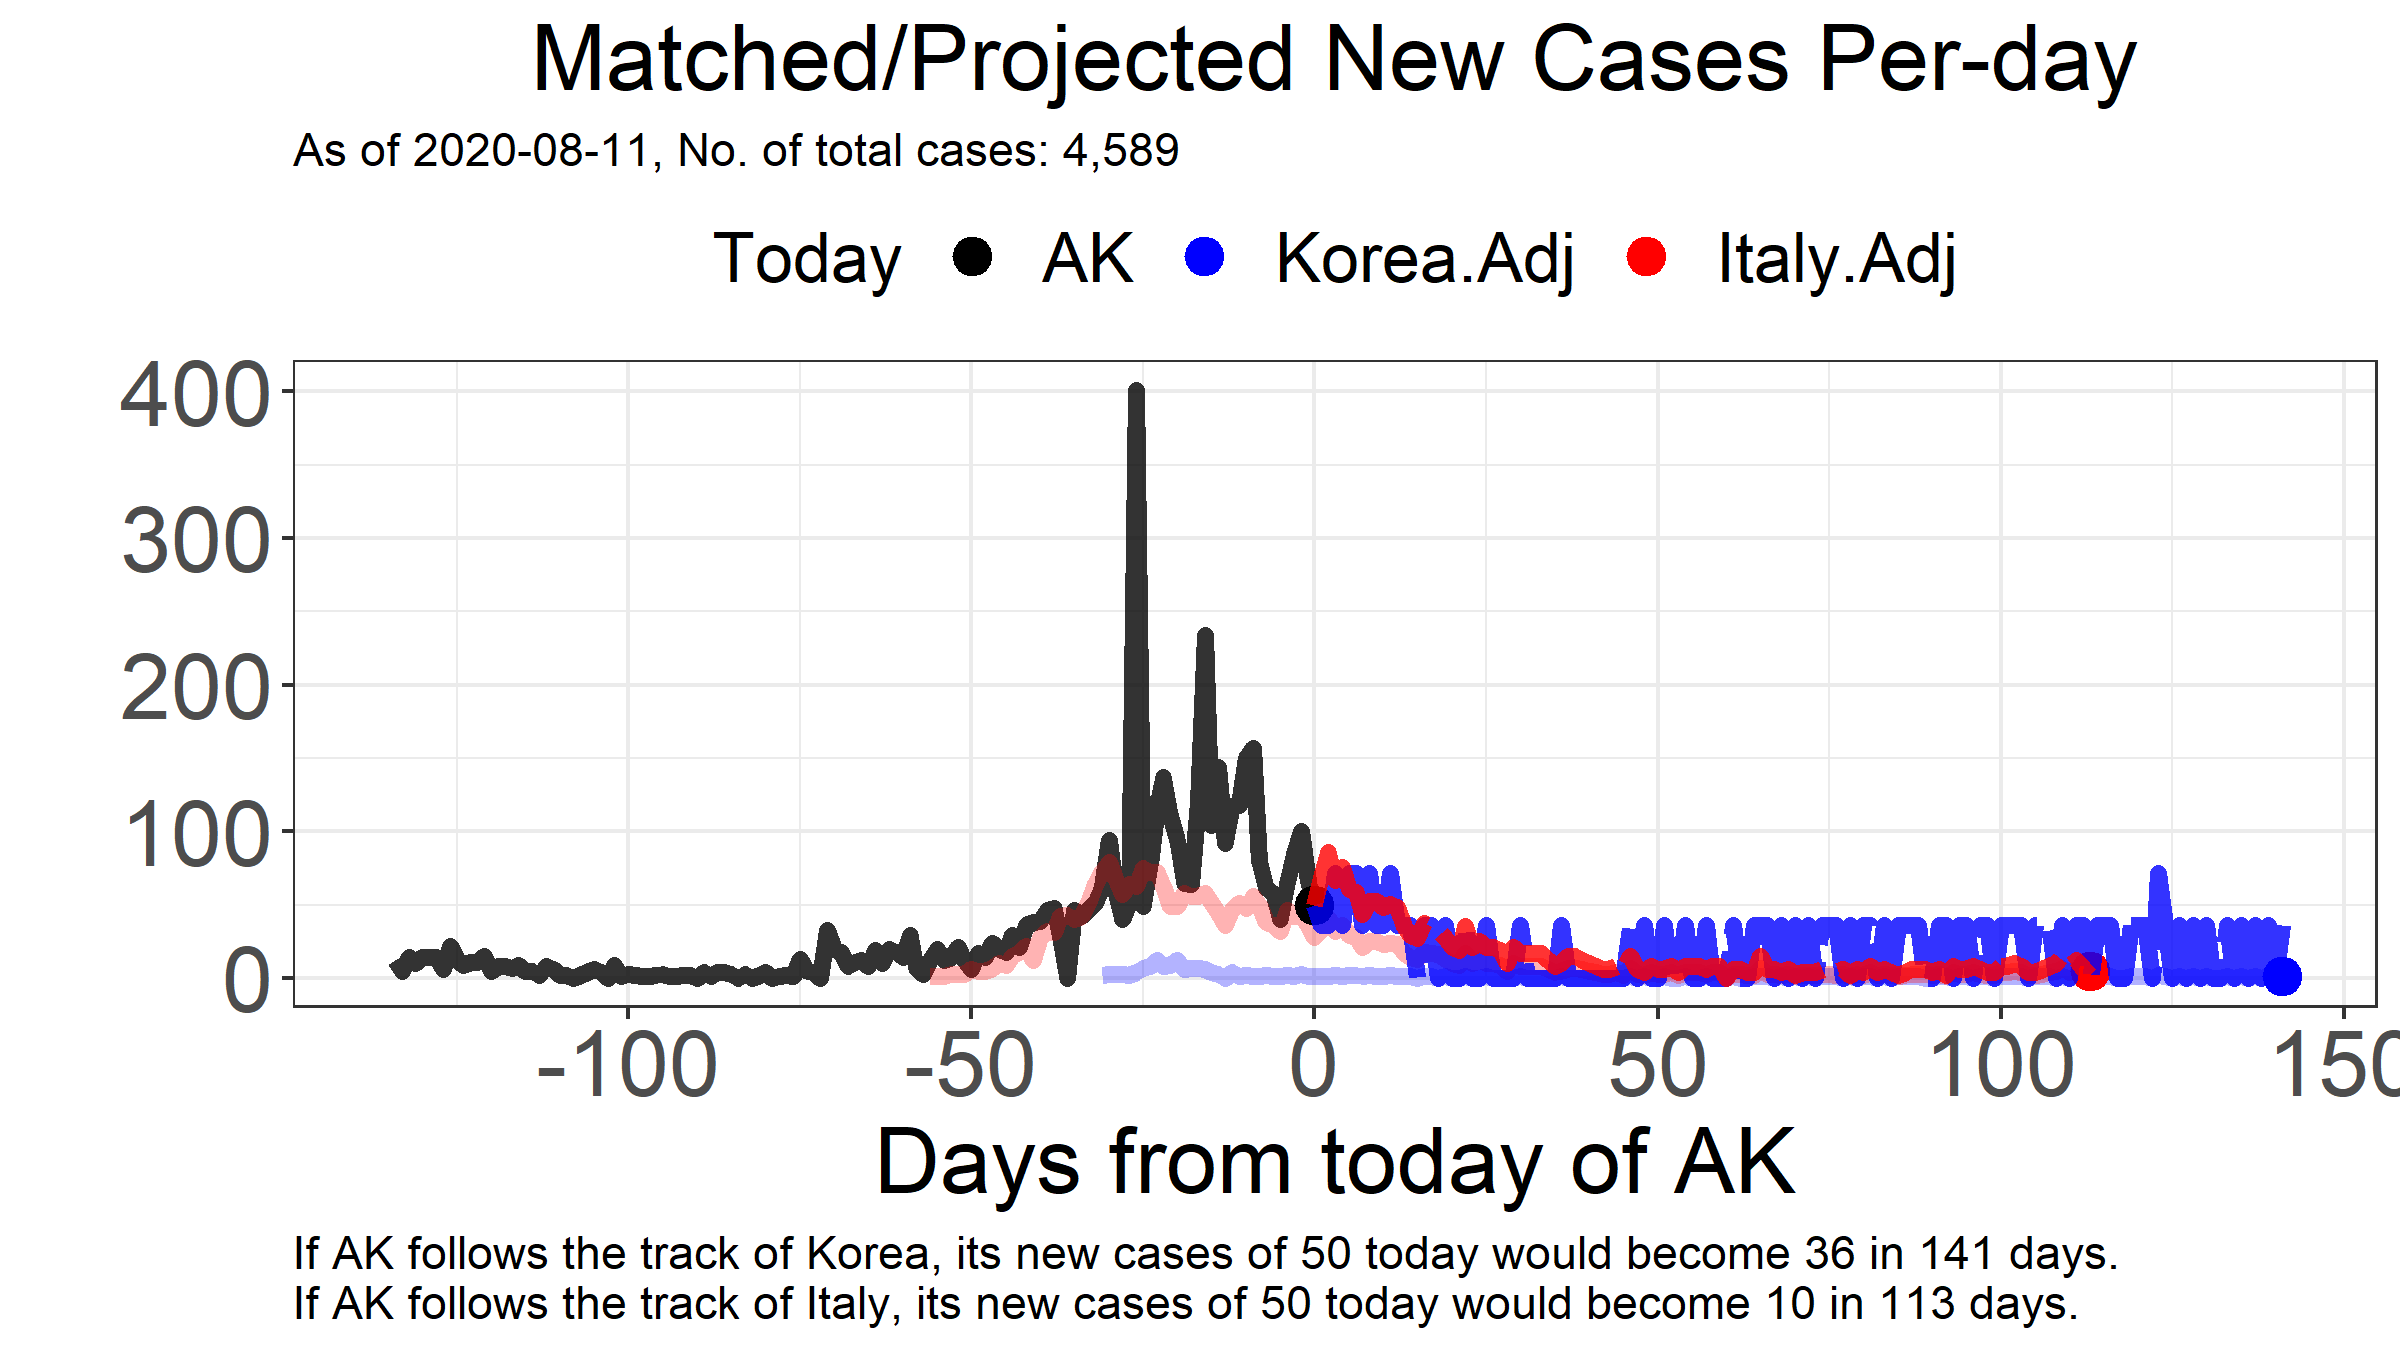 Matched/Projected New Cases Per-day
As of 2020-08-11, No. of total cases: 4,589
Today AK Korea.Adj Italy.Adj
400
300
200
100
0
-100 -50 0 50 100 150
Days from today of AK
If AK follows the track of Korea, its new cases of 50 today would become 36 in 141 days.
If AK follows the track of Italy, its new cases of 50 today would become 10 in 113 days.